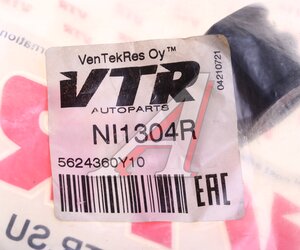 VenTekRes Oy™
VTR
AUTOPARTS
NI1304R
5624360Y10
EAC
04210721